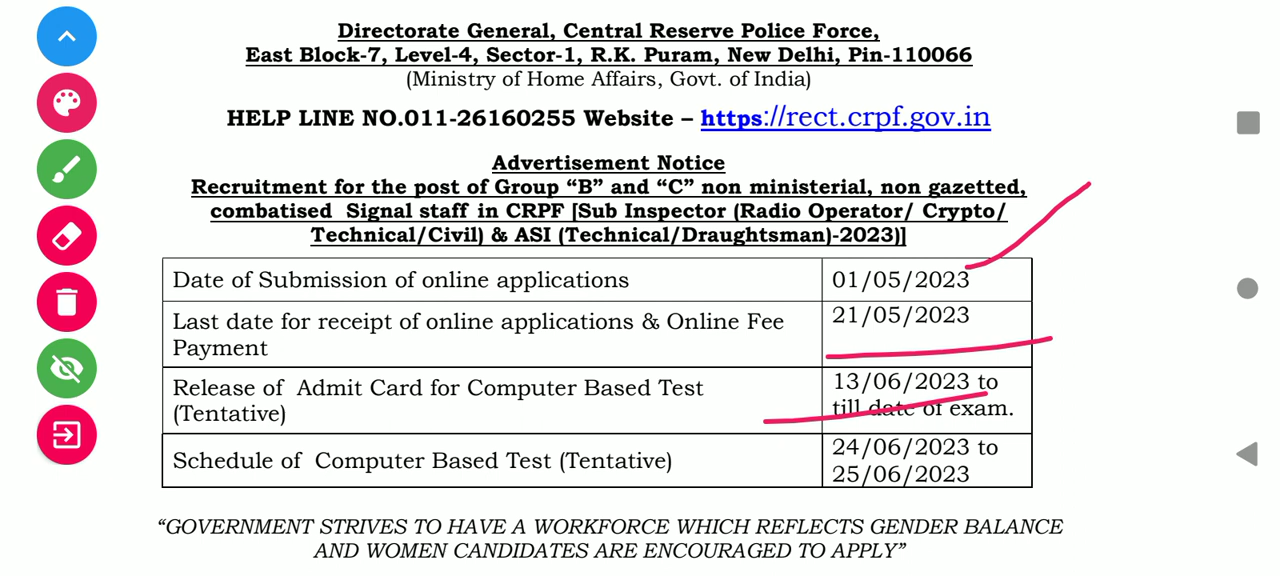 Directorate General, Central Reserve Police Force,
East Block-7, Level-4, Sector-1, R.K. Puram, New Delhi, Pin-110066
(Ministry of Home Affairs, Govt. of India)
HELP LINE NO.011-26160255 Website – https://rect.crpf.gov.in
Advertisement Notice
Recruitment for the post of Group “B” and “C” non ministerial, non gazetted,
combatised Signal staff in CRPF [Sub Inspector (Radio Operator/ Crypto/
Technical/Civil) & ASI (Technical/Draughtsman)-2023)]
Date of Submission of online applications 01/05/2023
Last date for receipt of online applications & Online Fee 21/05/2023
Payment
Release of Admit Card for Computer Based Test 13/06/2023 to
(Tentative) till date of exam.
Schedule of Computer Based Test (Tentative) 24/06/2023 to
25/06/2023
“GOVERNMENT STRIVES TO HAVE A WORKFORCE WHICH REFLECTS GENDER BALANCE
AND WOMEN CANDIDATES ARE ENCOURAGED TO APPLY”